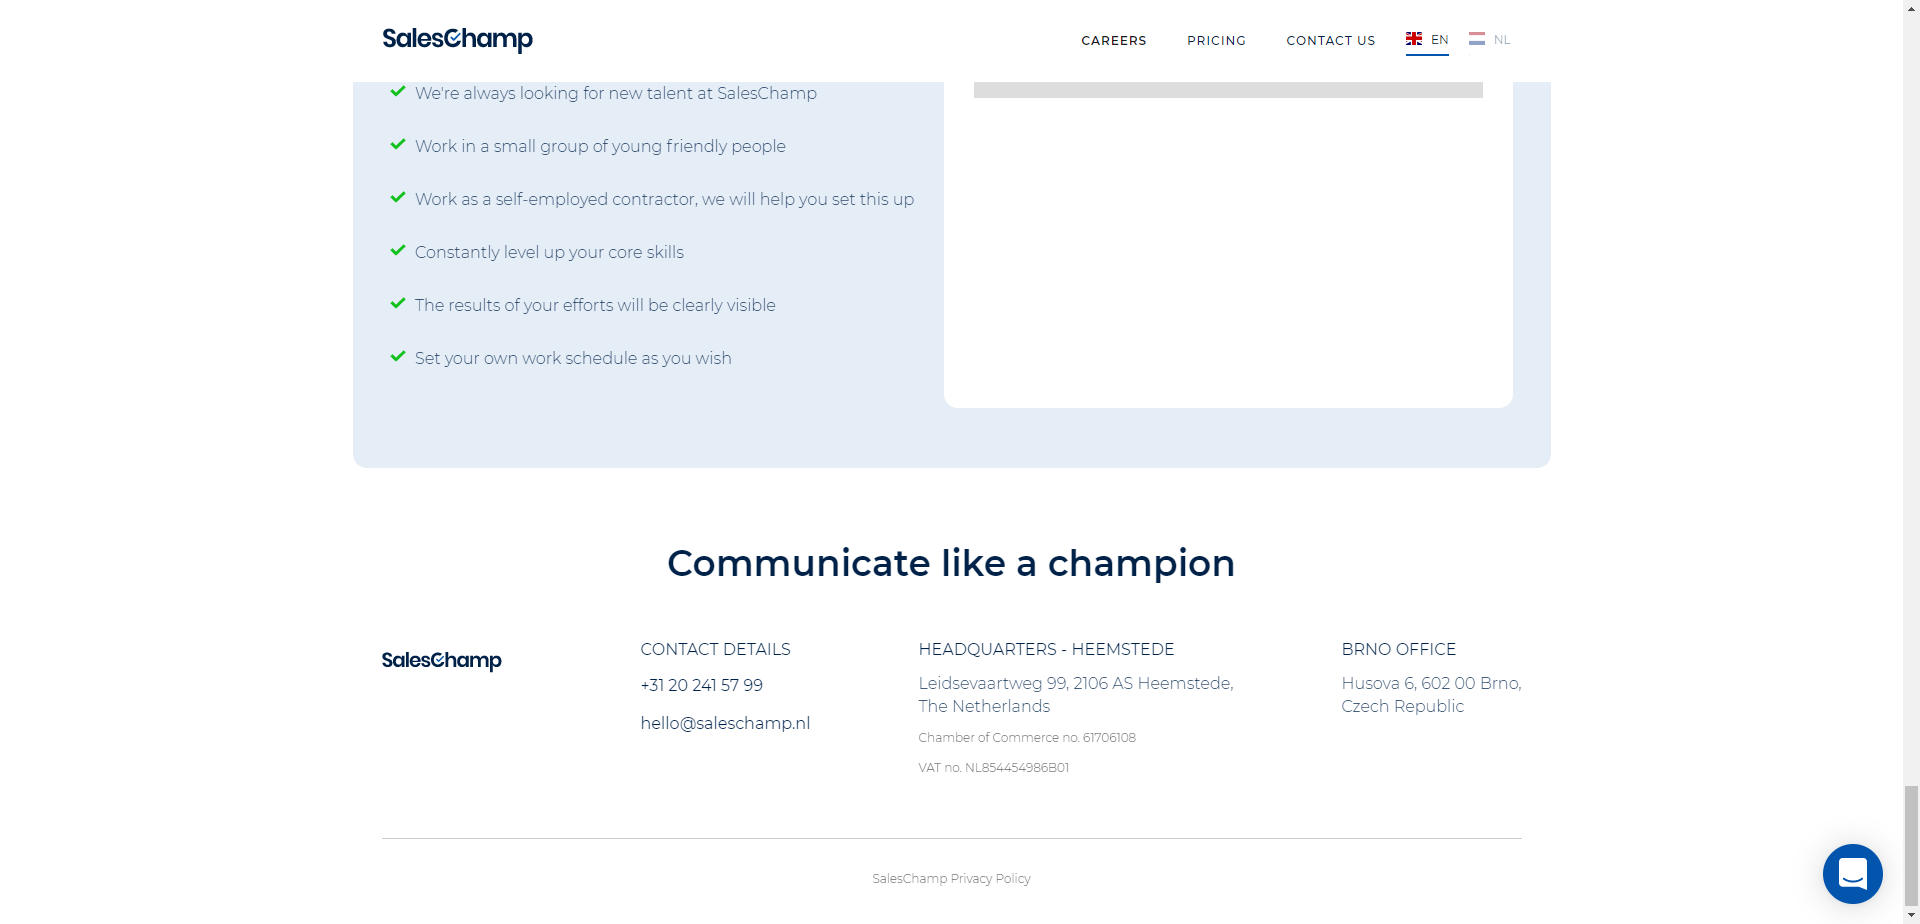 SalesChamp
CAREERS
PRICING
CONTACT US
EN
NL
We're always looking for new talent at SalesChamp
Work in a small group of young friendly people
Work as a self-employed contractor, we will help you set this up
Constantly level up your core skills
The results of your efforts will be clearly visible
Set your own work schedule as you wish
Communicate like a champion
SalesChamp
CONTACT DETAILS
+31 20 241 57 99
hello@saleschamp.nl
HEADQUARTERS - HEEMSTEDE
Leidsevaartweg 99, 2106 AS Heemstede,
The Netherlands
Chamber of Commerce no. 61706108
VAT no. NL854454986B01
BRNO OFFICE
Husova 6, 602 00 Brno,
Czech Republic
SalesChamp Privacy Policy